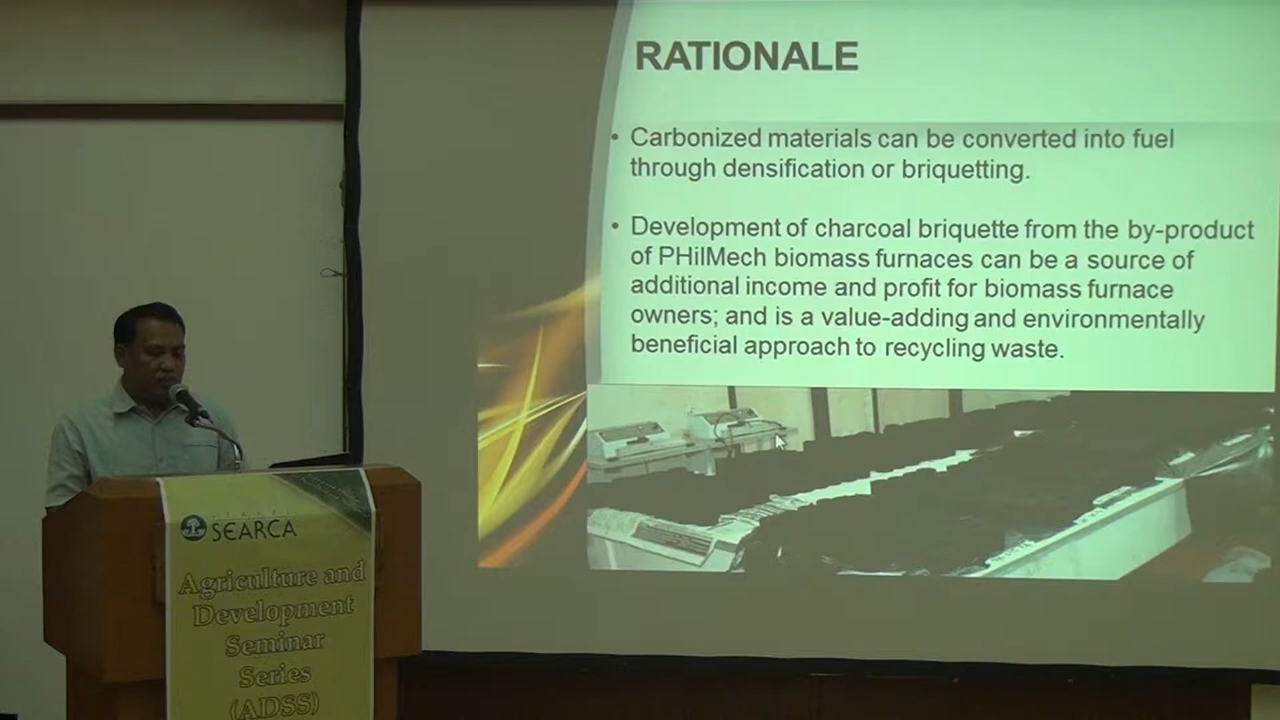 RATIONALE
• Carbonized materials can be converted into fuel
through densification or briquetting.
• Development of charcoal briquette from the by-product
of PHilMech biomass furnaces can be a source of
additional income and profit for biomass furnace
owners; and is a value-adding and environmentally
beneficial approach to recycling waste.
SEARCA
Agriculture and
Development
Seminar
Series
(ADSS)